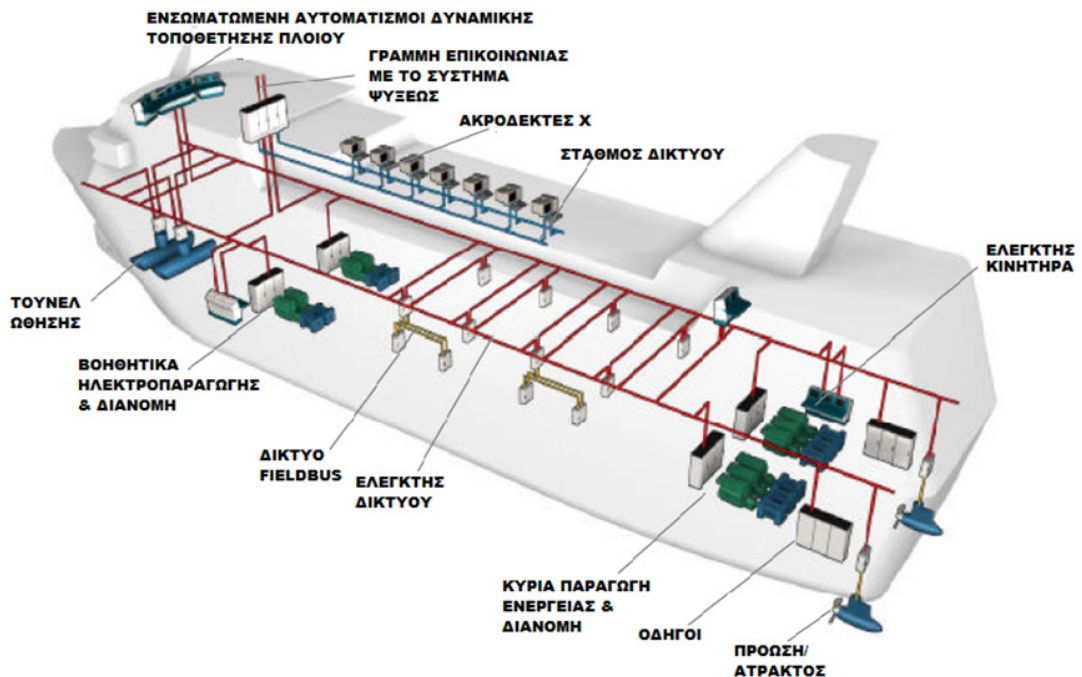 ΕΝΣΩΜΑΤΩΜΕΝΗ ΑΥΤΟΜΑΤΙΣΜΟΙ ΔΥΝΑΜΙΚΗΣ
ΤΟΠΟΘΕΤΗΣΗΣ ΠΛΟΙΟΥ
ΓΡΑΜΜΗ ΕΠΙΚΟΙΝΩΝΙΑΣ
ΜΕ ΤΟ ΣΥΣΤΗΜΑ
ΨΥΞΕΩΣ
ΑΚΡΟΔΕΚΤΕΣ Χ
ΣΤΑΘΜΟΣ ΔΙΚΤΥΟΥ
ΕΛΕΓΚΤΗΣ
ΚΙΝΗΤΗΡΑ
ΤΟΥΝΕΛ
ΩΘΗΣΗΣ
ΒΟΗΘΗΤΙΚΑ
ΗΛΕΚΤΡΟΠΑΡΑΓΩΓΗΣ
& ΔΙΑΝΟΜΗ
ΔΙΚΤΥΟ
FIELDBUS
ΕΛΕΓΚΤΗΣ
ΔΙΚΤΥΟΥ
ΚΥΡΙΑ ΠΑΡΑΓΩΓΗ
ΕΝΕΡΓΕΙΑΣ &
ΔΙΑΝΟΜΗ
ΟΔΗΓΟΙ
ΠΡΟΩΣΗ/
ΑΤΡΑΚΤΟΣ